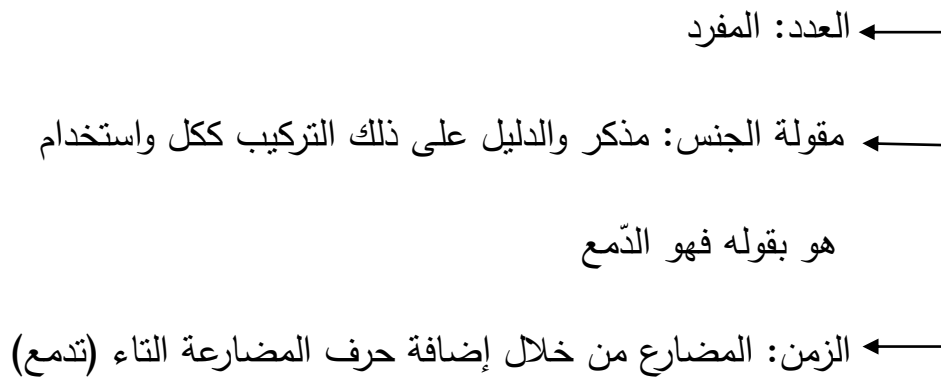 العدد: المفرد
مقولة الجنس: مذكر والدليل على ذلك التركيب ككل واستخدام
هو بقوله فهو الدّمع
الزمن: المضارع من خلال إضافة حرف المضارعة التاء (تدمع)